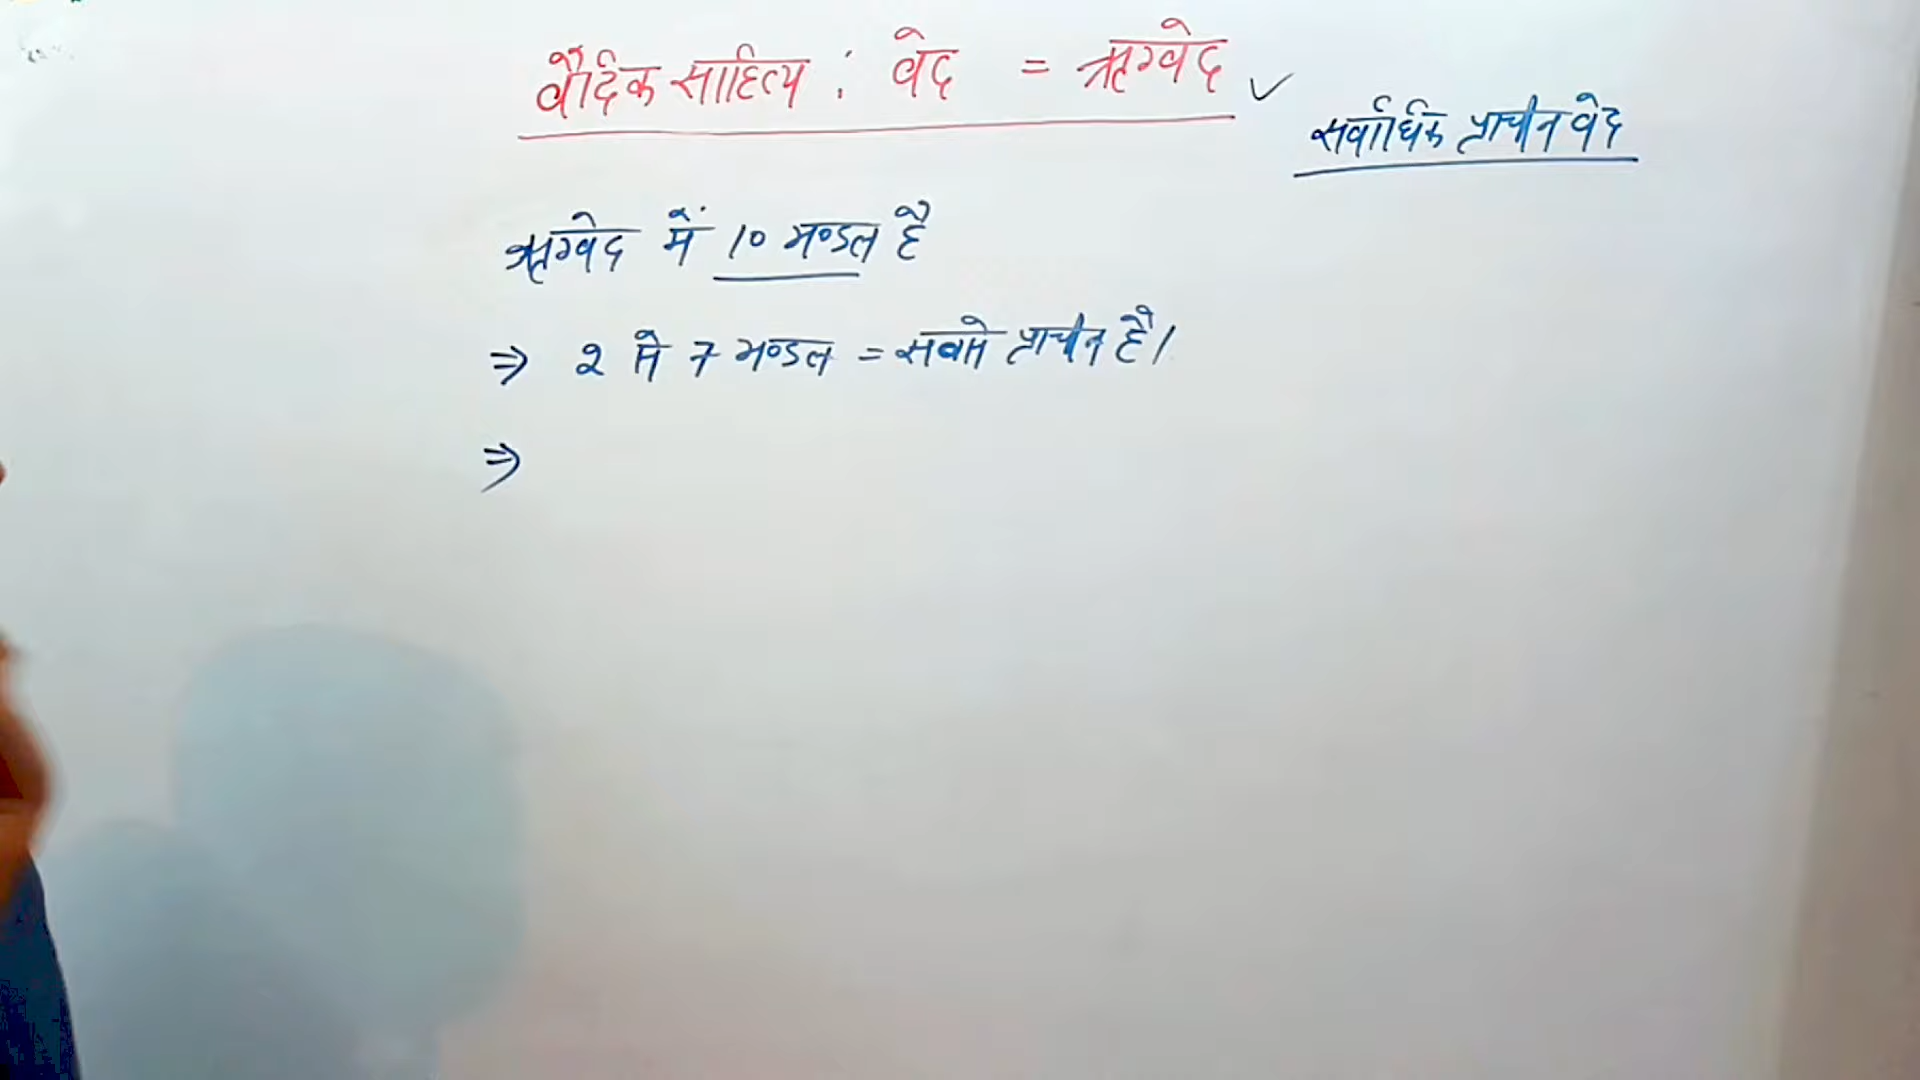 वैदिक साहित्य : वेद = ऋग्वेद ✓
सर्वाधिक प्राचीन वेद
ऋग्वेद में 10 मण्डल है
⇒ 2 से 7 मण्डल = सबसे प्राचीन है।
⇒